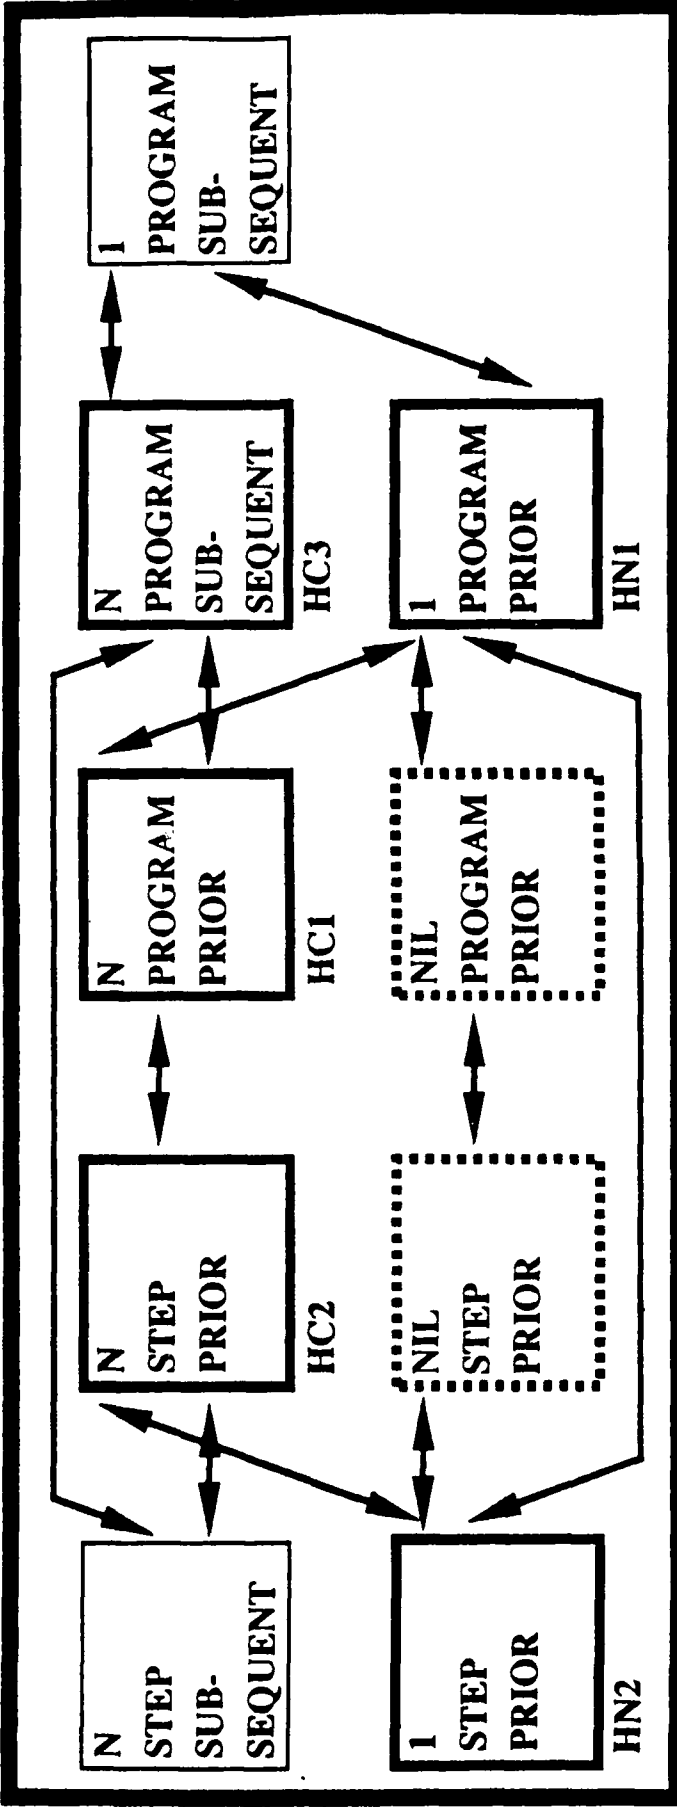 N
STEP
SUB-
SEQUENT
N
STEP
PRIOR
HC2
N
PROGRAM
PRIOR
HC1
N
PROGRAM
SUB-
SEQUENT
HC3
1
PROGRAM
SUB-
SEQUENT
1
STEP
PRIOR
HN2
NIL
STEP
PRIOR
NIL
PROGRAM
PRIOR
1
PROGRAM
PRIOR
HN1